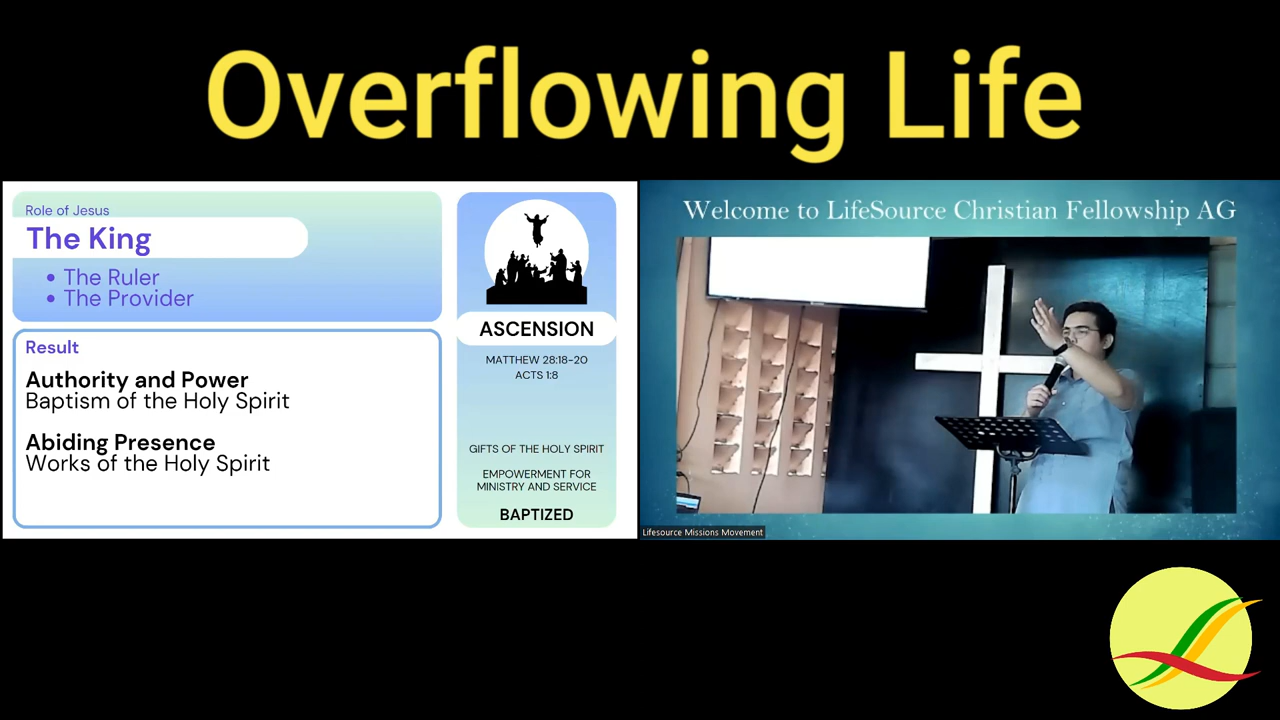 Overflowing Life
Role of Jesus
The King
• The Ruler
• The Provider
Result
Authority and Power
Baptism of the Holy Spirit
Abiding Presence
Works of the Holy Spirit
ASCENSION
MATTHEW 28:18-20
ACTS 1:8
GIFTS OF THE HOLY SPIRIT
EMPOWERMENT FOR
MINISTRY AND SERVICE
BAPTIZED
Welcome to LifeSource Christian Fellowship AG
Lifesource Missions Movement